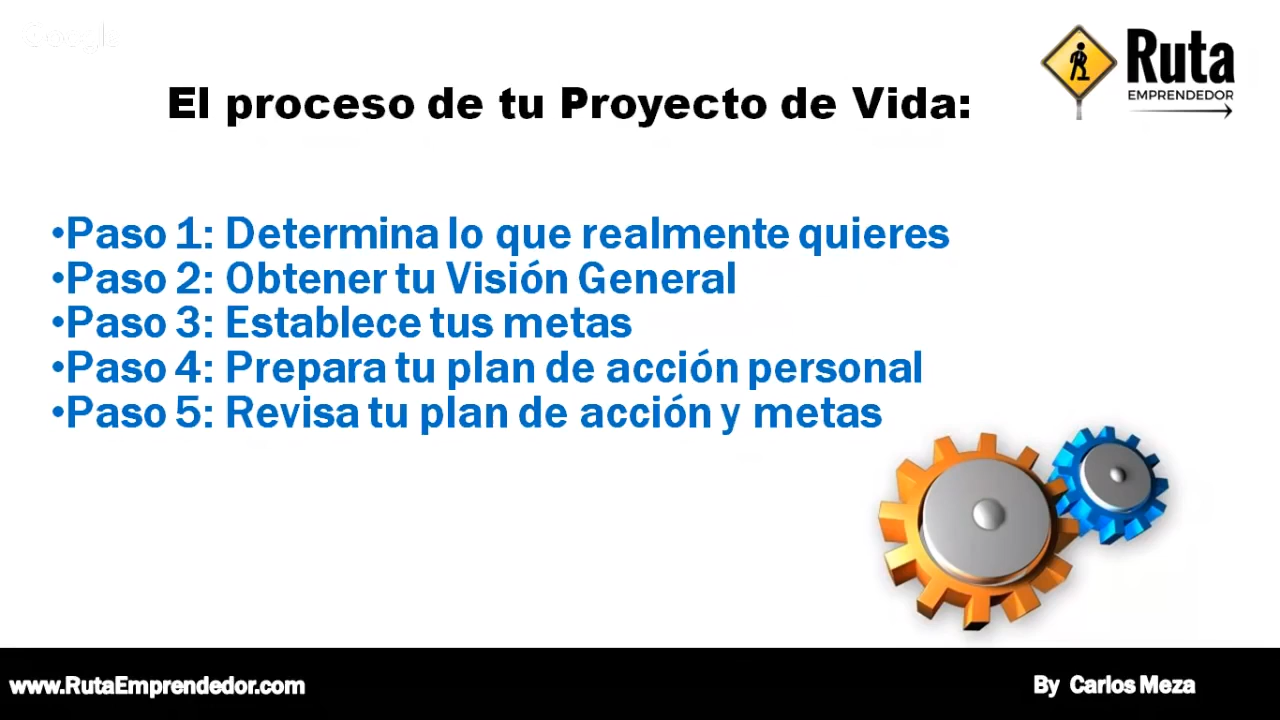 Google
Ruta
EMPRENDEDOR
El proceso de tu Proyecto de Vida:
•Paso 1: Determina lo que realmente quieres
•Paso 2: Obtener tu Visión General
•Paso 3: Establece tus metas
•Paso 4: Prepara tu plan de acción personal
•Paso 5: Revisa tu plan de acción y metas
www.RutaEmprendedor.com
By Carlos Meza